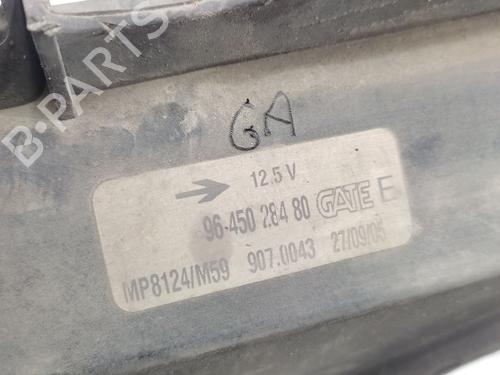 B-PARTS
GA
12.5 V
96-450 284 80 GATE E
MP8124/M59 907.0043 27/09/05